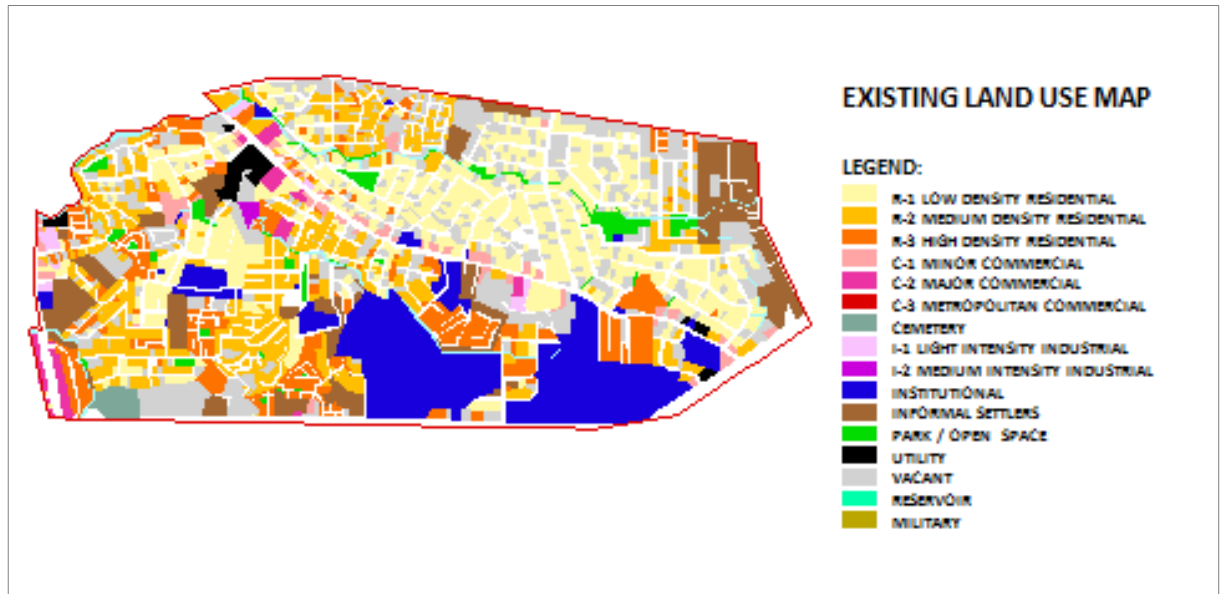 EXISTING LAND USE MAP
LEGEND:
R-1 LOW DENSITY RESIDENTIAL
R-2 MEDIUM DENSITY RESIDENTIAL
R-3 HIGH DENSITY RESIDENTIAL
C-1 MINOR COMMERCIAL
C-2 MAJOR COMMERCIAL
C-3 METROPOLITAN COMMERCIAL
CEMETERY
I-1 LIGHT INTENSITY INDUSTRIAL
I-2 MEDIUM INTENSITY INDUSTRIAL
INSTITUTIONAL
INFORMAL SETTLERS
PARK / OPEN SPACE
UTILITY
VACANT
RESERVOIR
MILITARY